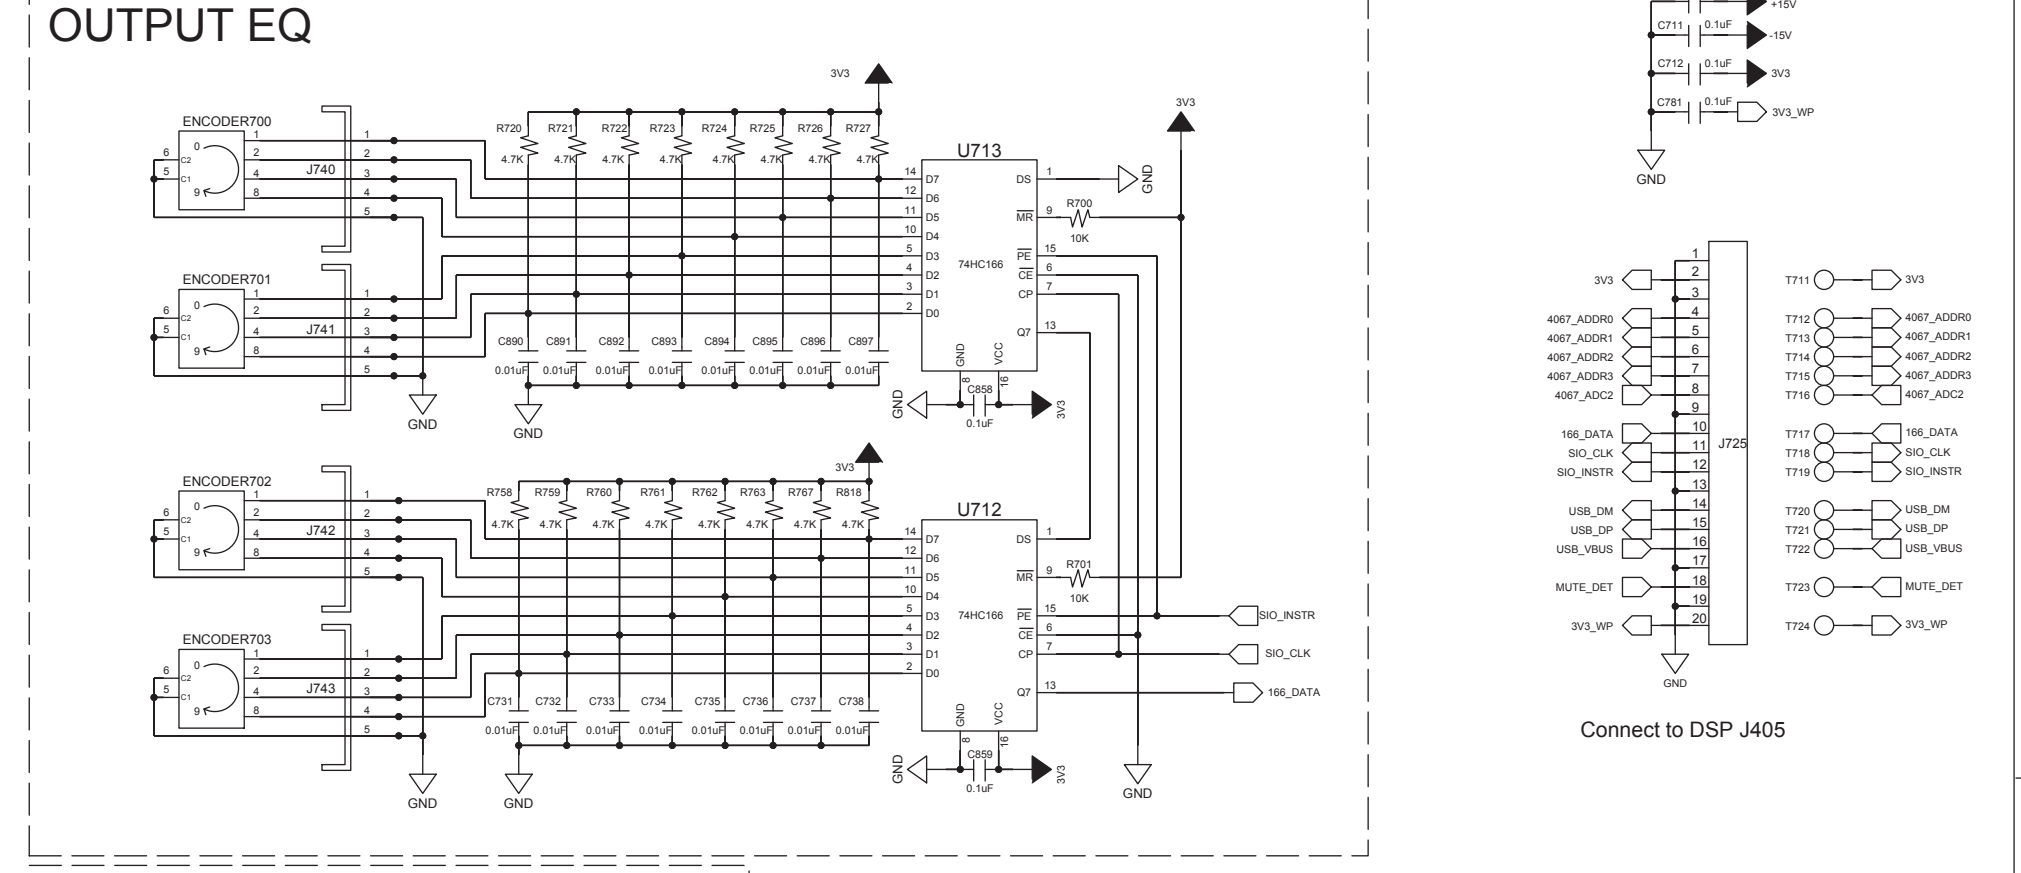 OUTPUT EQ
3V3
ENCODER700
1
2
4
8
6
5
C2
C1
0
9
J740
1
2
3
4
5
R720 R721 R722 R723 R724 R725 R726 R727
4.7K 4.7K 4.7K 4.7K 4.7K 4.7K 4.7K 4.7K
ENCODER701
1
2
4
8
6
5
C2
C1
0
9
J741
1
2
3
4
5
GND
C890 C891 C892 C893 C894 C895 C896 C897
0.01uF 0.01uF 0.01uF 0.01uF 0.01uF 0.01uF 0.01uF 0.01uF
GND
U713
74HC166
14 D7
12 D6
11 D5
10 D4
5 D3
4 D2
3 D1
2 D0
DS 1
MR 9
PE 15
CE 6
CP 7
Q7 13
GND
VCC
8
16
GND
C858
0.1uF
3V3
GND
R700
10K
3V3
ENCODER702
1
2
4
8
6
5
C2
C1
0
9
J742
1
2
3
4
5
3V3
R758 R759 R760 R761 R762 R763 R767 R818
4.7K 4.7K 4.7K 4.7K 4.7K 4.7K 4.7K 4.7K
ENCODER703
1
2
4
8
6
5
C2
C1
0
9
J743
1
2
3
4
5
GND
C731 C732 C733 C734 C735 C736 C737 C738
0.01uF 0.01uF 0.01uF 0.01uF 0.01uF 0.01uF 0.01uF 0.01uF
GND
U712
74HC166
14 D7
12 D6
11 D5
10 D4
5 D3
4 D2
3 D1
2 D0
DS 1
MR 9
PE 15
CE 6
CP 7
Q7 13
GND
VCC
8
16
GND
C859
0.1uF
3V3
R701
10K
SIO_INSTR
SIO_CLK
166_DATA
GND
+15V
C711 0.1uF -15V
C712 0.1uF 3V3
C781 0.1uF 3V3_WP
GND
1
3V3 2
3
4067_ADDR0 4
4067_ADDR1 5
4067_ADDR2 6
4067_ADDR3 7
4067_ADC2 8
9
166_DATA 10
SIO_CLK 11
SIO_INSTR 12
13
USB_DM 14
USB_DP 15
USB_VBUS 16
17
MUTE_DET 18
19
3V3_WP 20
J725
GND
T711 3V3
T712 4067_ADDR0
T713 4067_ADDR1
T714 4067_ADDR2
T715 4067_ADDR3
T716 4067_ADC2
T717 166_DATA
T718 SIO_CLK
T719 SIO_INSTR
T720 USB_DM
T721 USB_DP
T722 USB_VBUS
T723 MUTE_DET
T724 3V3_WP
Connect to DSP J405